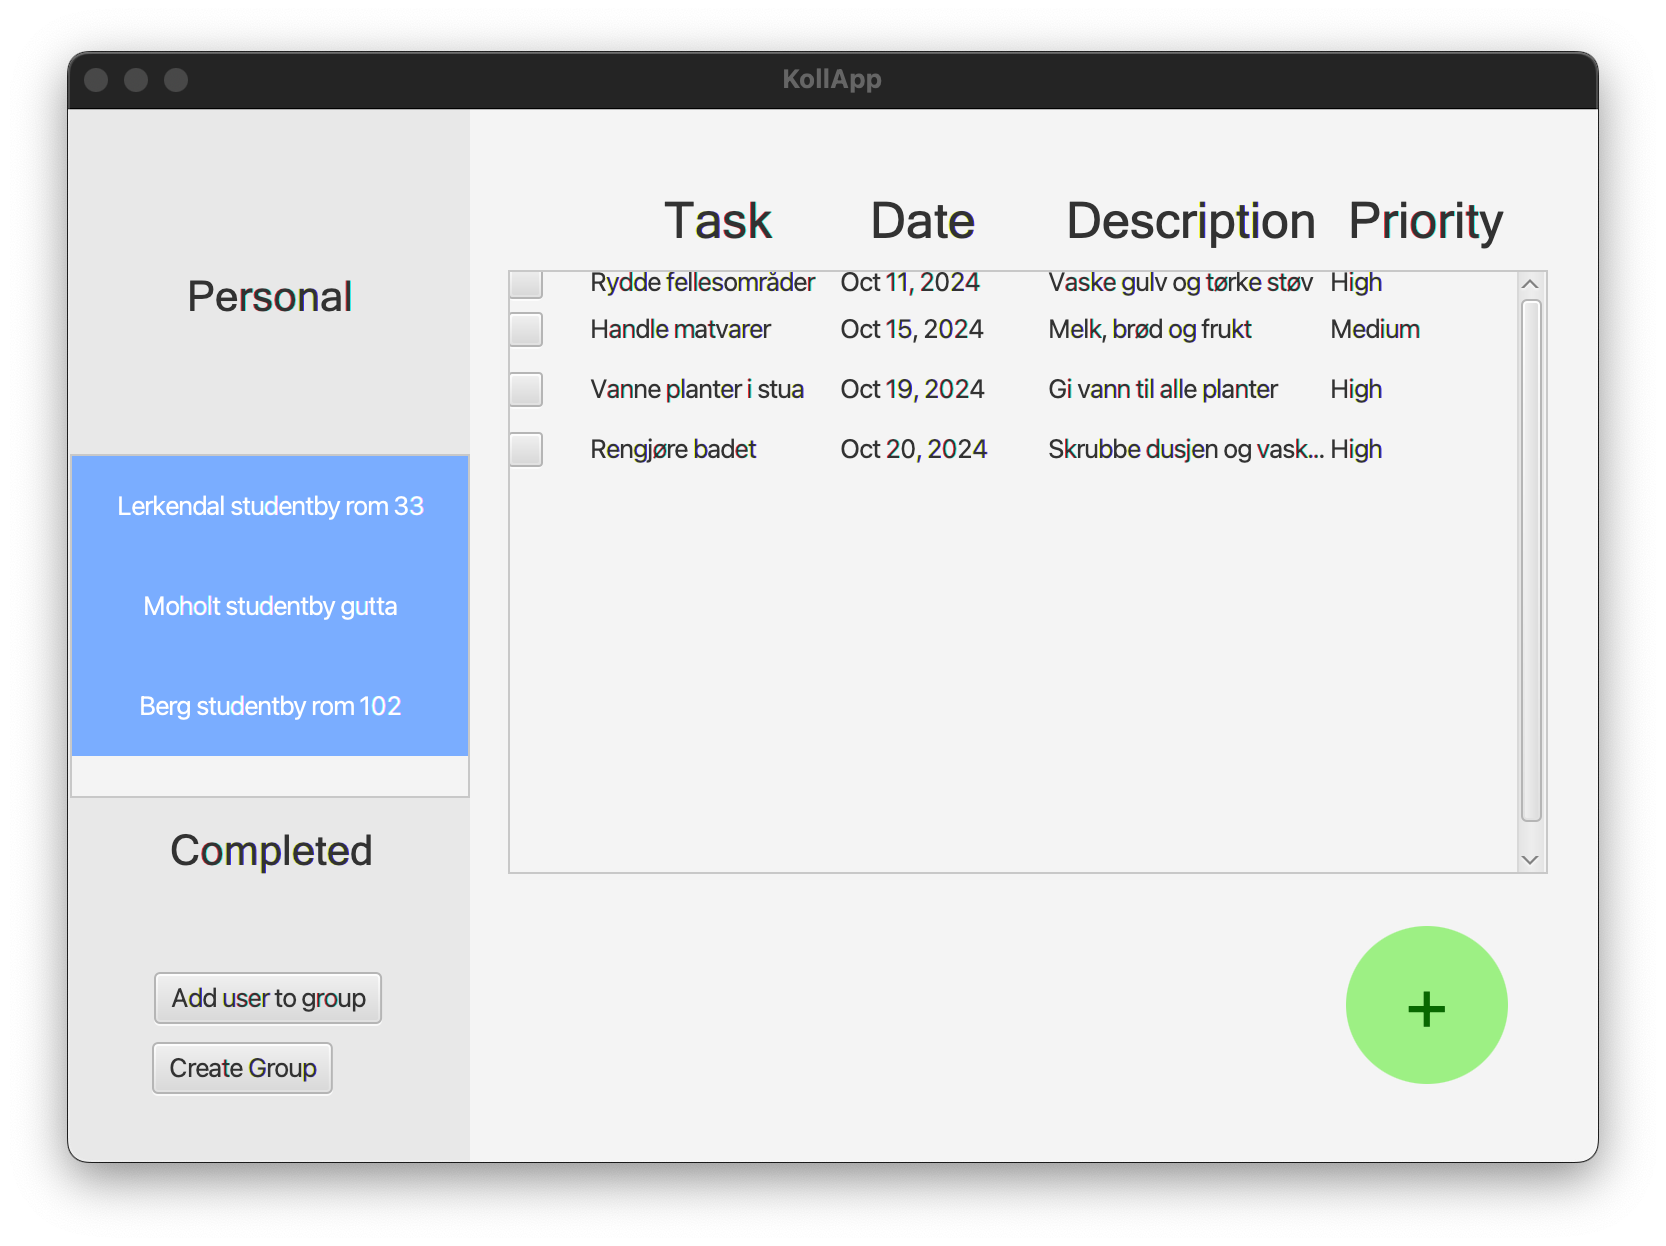 KollApp
Personal
Lerkendal studentby rom 33
Moholt studentby gutta
Berg studentby rom 102
Completed
Add user to group
Create Group
Task Date Description Priority
Rydde fellesområder Oct 11, 2024 Vaske gulv og tørke støv High
Handle matvarer Oct 15, 2024 Melk, brød og frukt Medium
Vanne planter i stua Oct 19, 2024 Gi vann til alle planter High
Rengjøre badet Oct 20, 2024 Skrubbe dusjen og vask... High
+